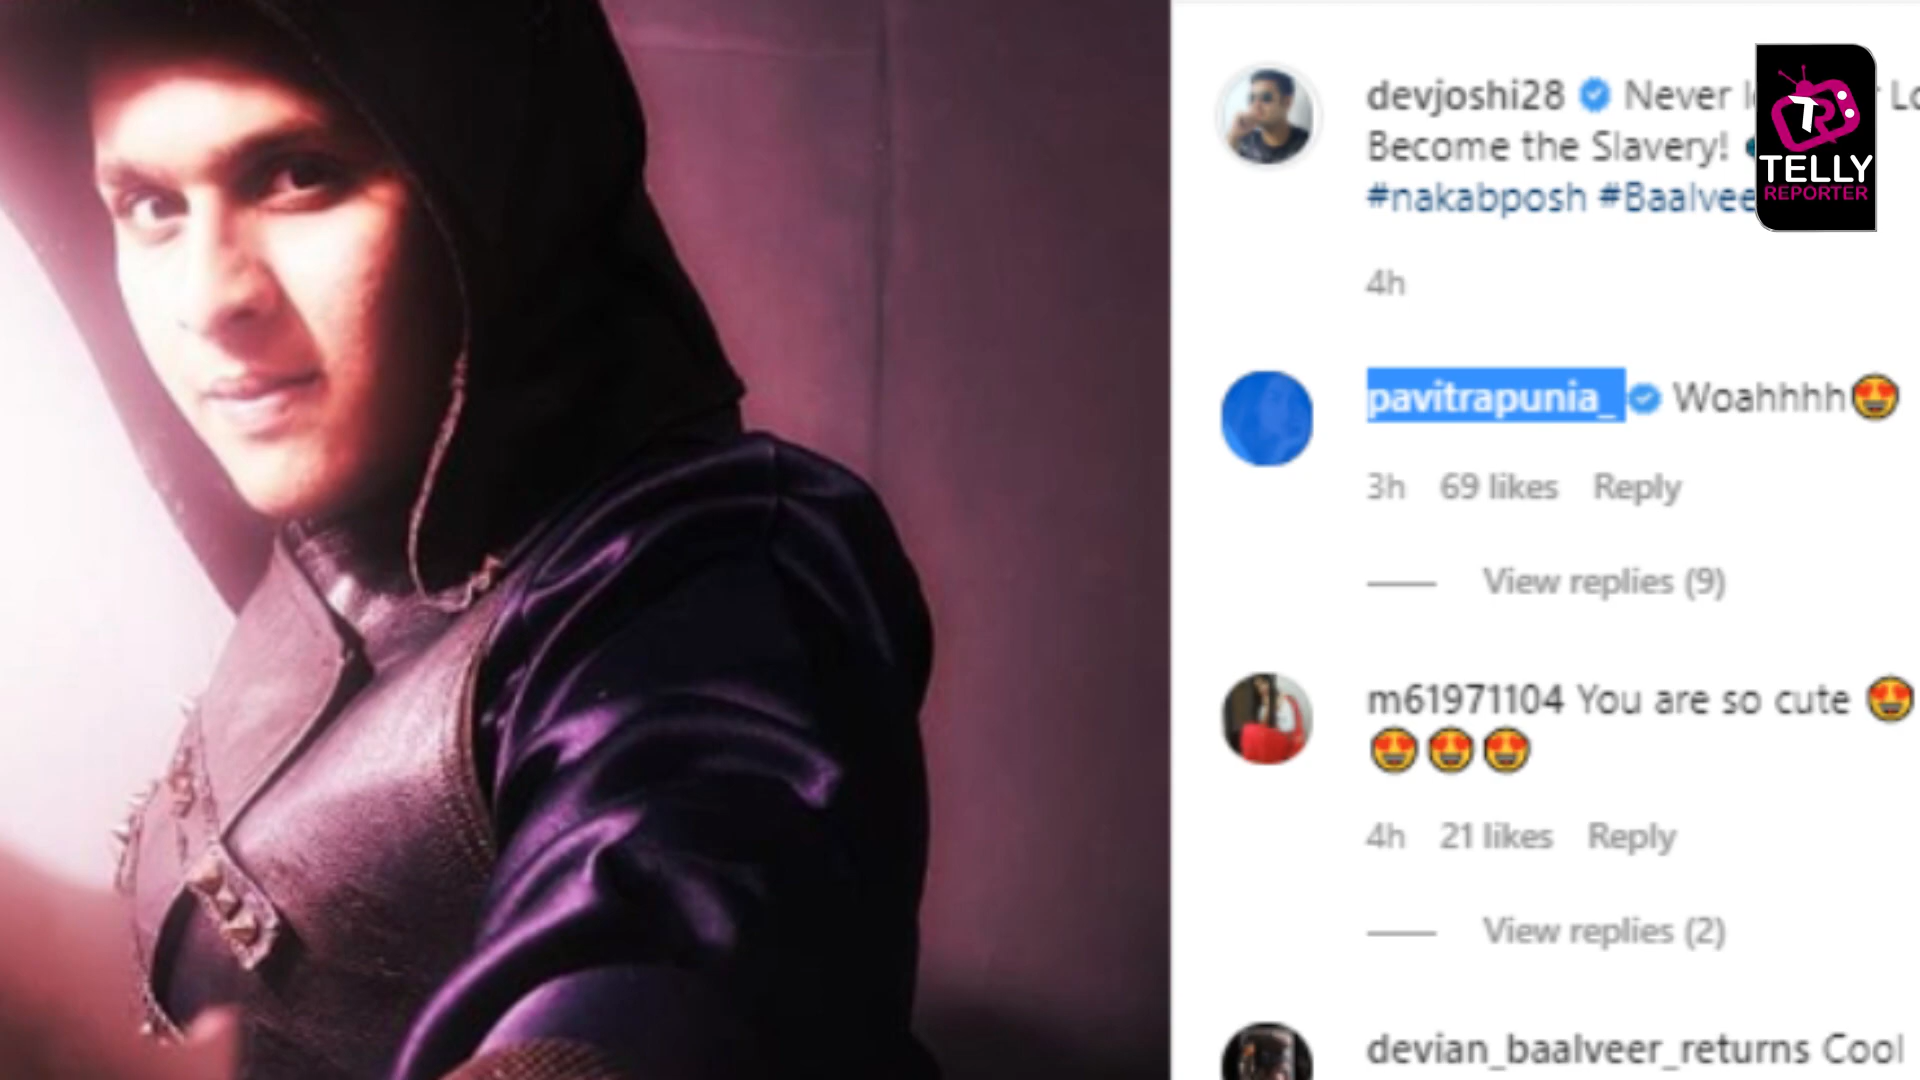 devjoshi28 Never
Become the Slavery!
#nakabposh #Baalvee
4h
pavitrapunia_ Woahhhh😍
3h 69 likes Reply
View replies (9)
m61971104 You are so cute 😍
😍😍😍
4h 21 likes Reply
View replies (2)
devian_baalveer_returns Cool
TR
TELLY
REPORTER